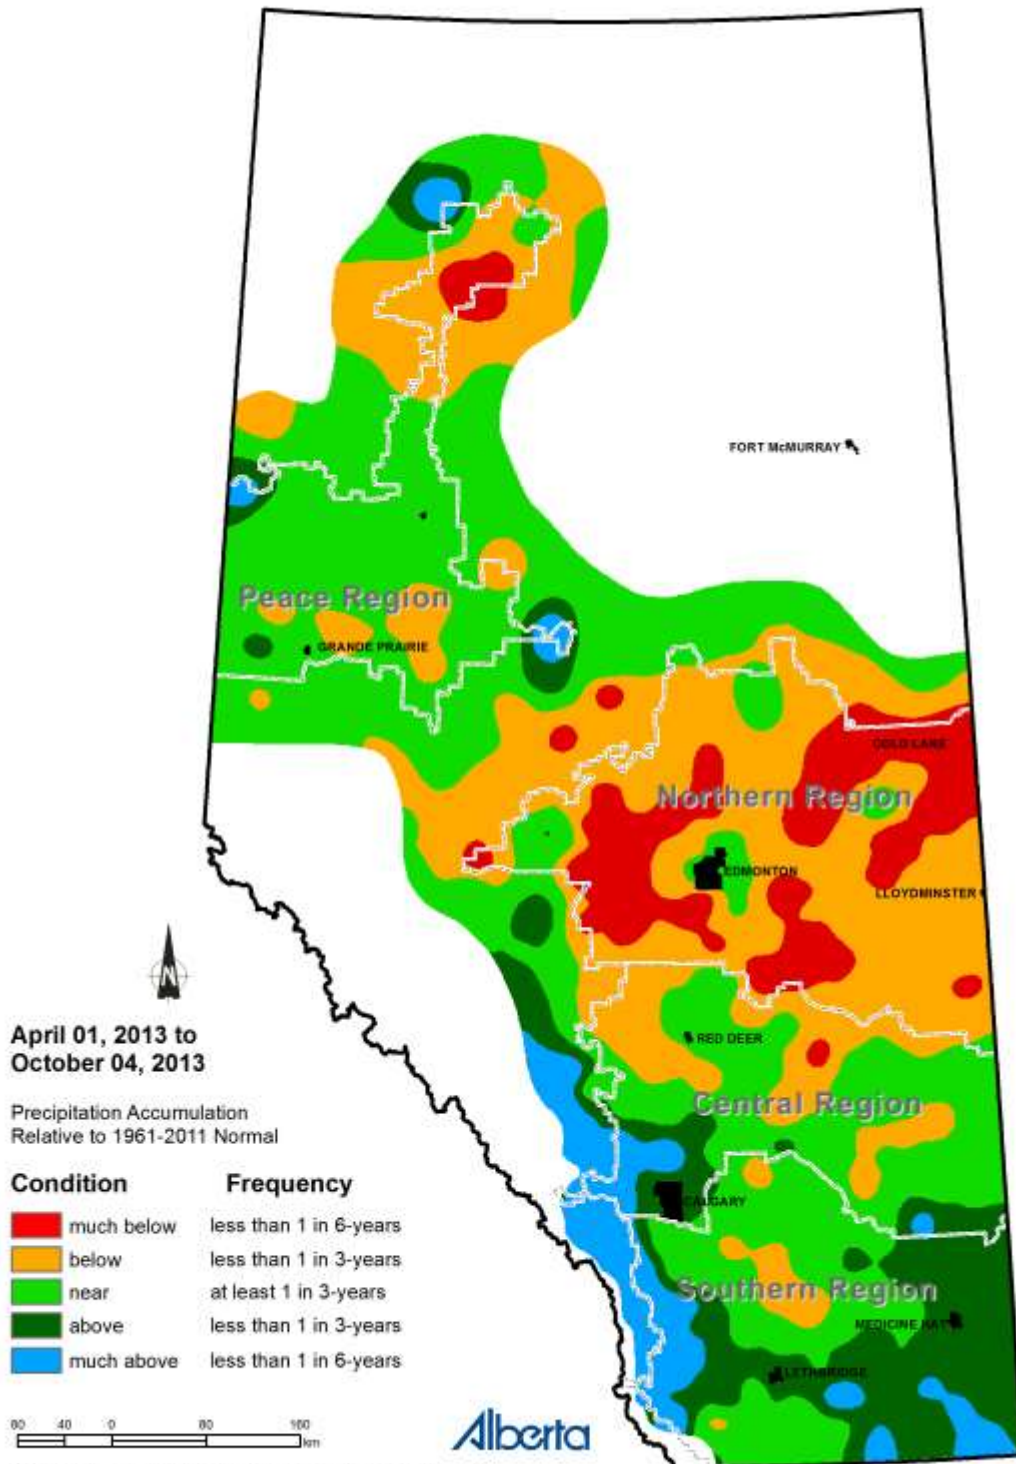 FORT McMURRAY
Peace Region
GRANDE PRAIRIE
COLD LAKE
Northern Region
EDMONTON
LLOYDMINSTER
N
April 01, 2013 to
October 04, 2013
RED DEER
Precipitation Accumulation
Relative to 1961-2011 Normal
Central Region
Condition Frequency
CALGARY
much below less than 1 in 6-years
below less than 1 in 3-years
near at least 1 in 3-years
Southern Region
above less than 1 in 3-years
MEDICINE HAT
much above less than 1 in 6-years
LETHBRIDGE
80 40 0 80 160
km
Alberta